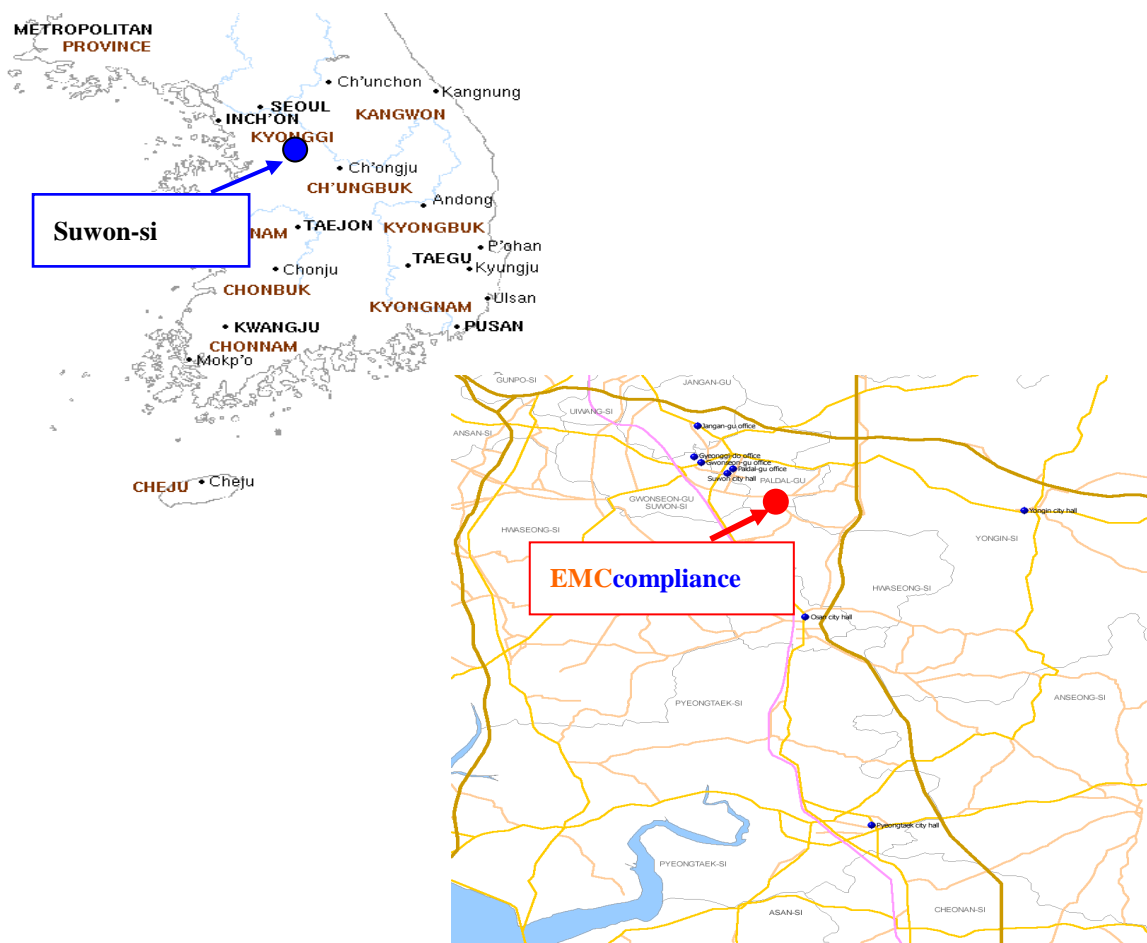 METROPOLITAN
PROVINCE
Ch'unchon
Kangnung
SEOUL
INCH'ON
KANGWON
KYONGGI
Ch'ongju
CH'UNGBUK
Andong
Suwon-si
NAM
TAEJON
KYONGBUK
P'ohan
TAEGU
Kyungju
Chonju
CHONBUK
Ulsan
KYONGNAM
KWANGJU
PUSAN
CHONNAM
Mokp'o
CHEJU
Cheju
GUNPO-SI
JANGAN-GU
UIWANG-SI
Jangan-gu office
ANSAN-SI
Gyeonggi-do office
Gwonseon-gu office
Paldal-gu office
Suwon city hall
PALDAL-GU
GWONSEON-GU
SUWON-SI
Yongin city hall
HWASEONG-SI
YONGIN-SI
EMCcompliance
HWASEONG-SI
Osan city hall
ANSEONG-SI
PYEONGTAEK-SI
Pyeongtaek city hall
PYEONGTAEK-SI
ASAN-SI
CHEONAN-SI